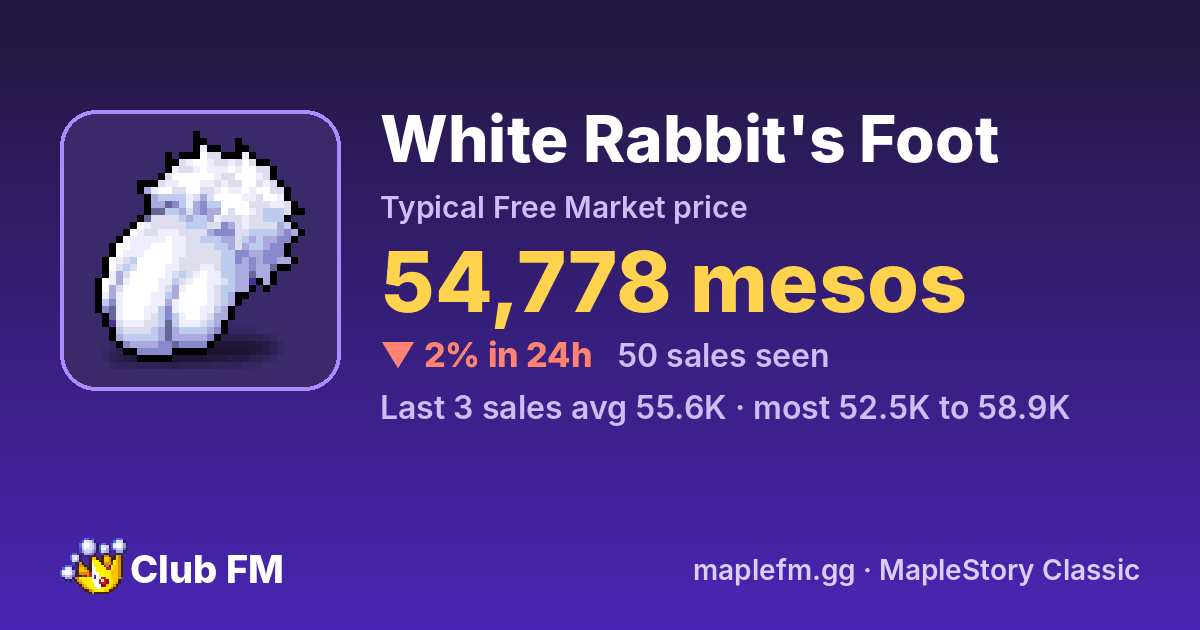 White Rabbit's Foot
Typical Free Market price
54,778 mesos
▼ 2% in 24h 50 sales seen
Last 3 sales avg 55.6K · most 52.5K to 58.9K
Club FM
maplefm.gg · MapleStory Classic